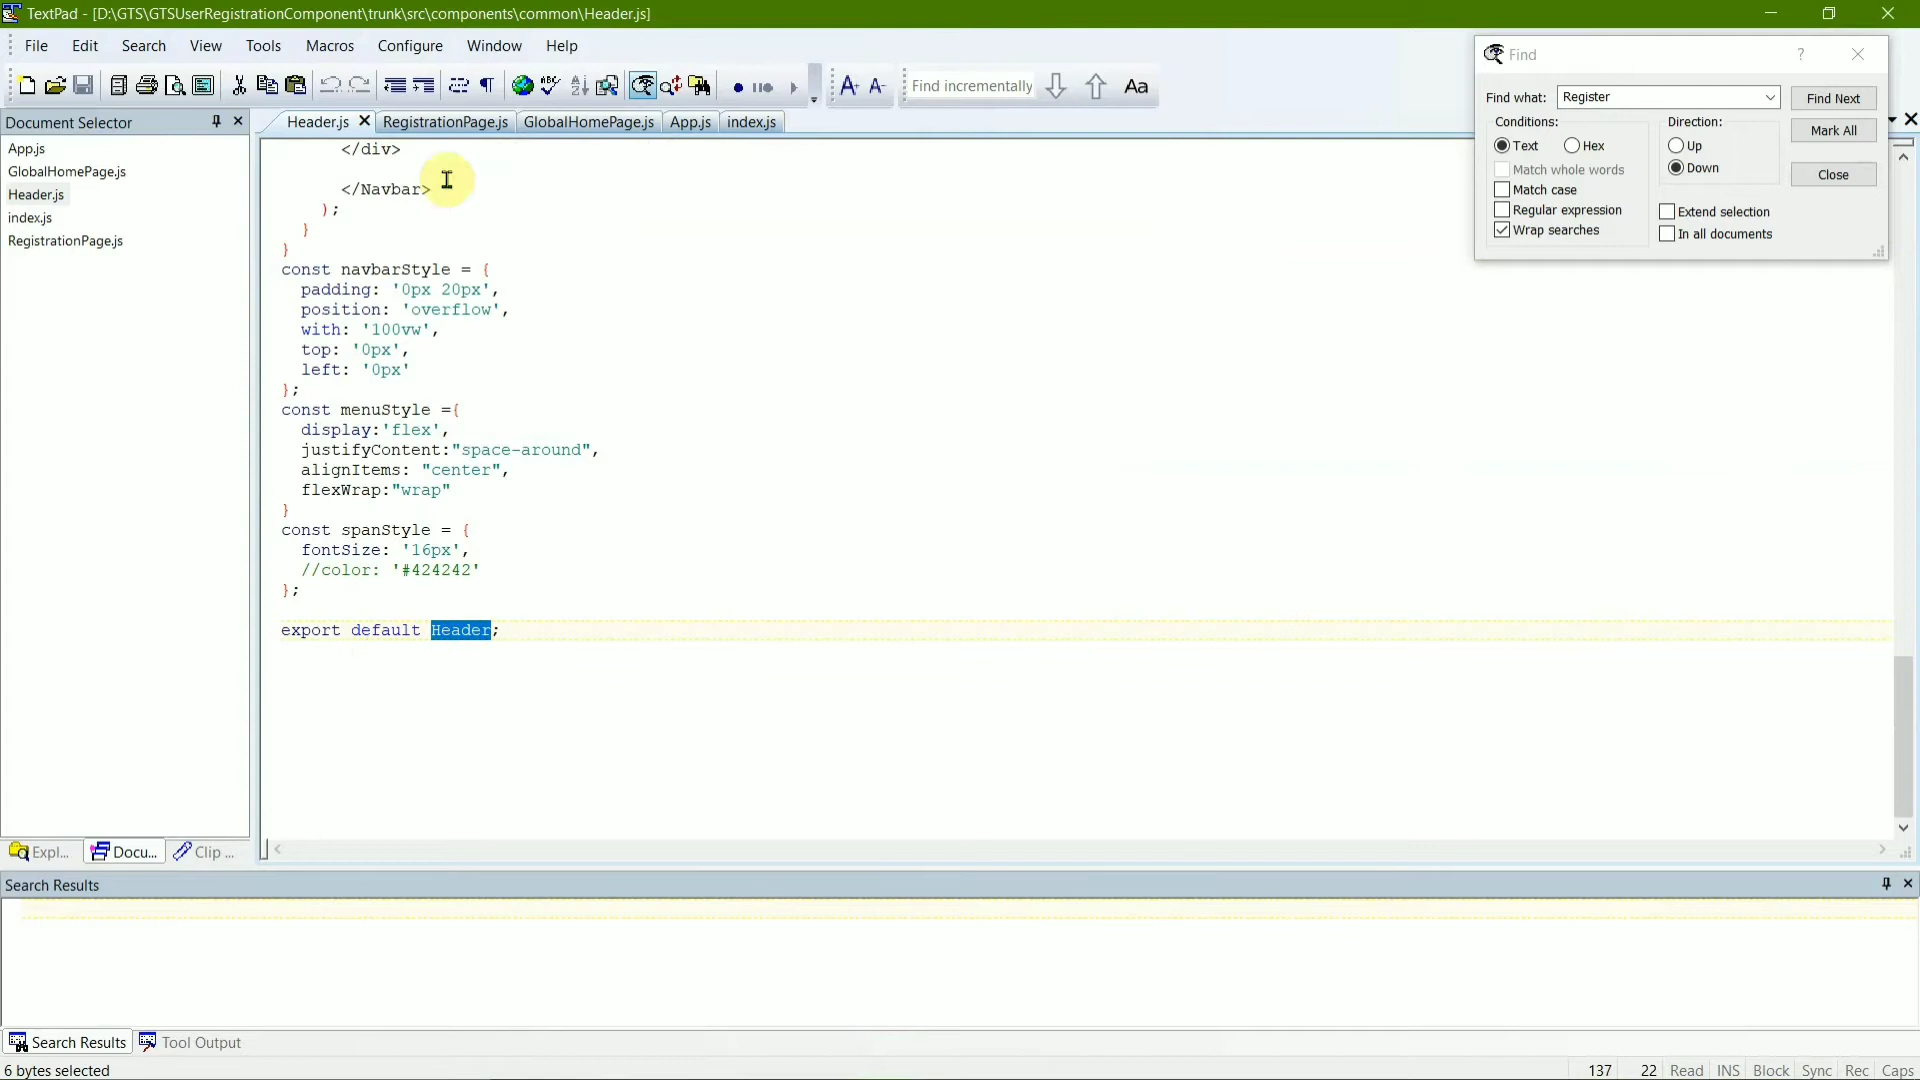 TextPad - [D:\GTS\GTSUserRegistrationComponent\trunk\src\components\common\Header.js]
File Edit Search View Tools Macros Configure Window Help
Find incrementally Aa
Find ?
Find what: Register Find Next
Conditions: Direction:
Text Hex Up Mark All
Match whole words Down
Match case Close
Regular expression Extend selection
Wrap searches In all documents
Document Selector
App.js
GlobalHomePage.js
Header.js
index.js
RegistrationPage.js
Header.js RegistrationPage.js GlobalHomePage.js App.js index.js
</div>
</Navbar>
);
}
}
const navbarStyle = {
padding: '0px 20px',
position: 'overflow',
with: '100vw',
top: '0px',
left: '0px'
};
const menuStyle ={
display:'flex',
justifyContent:"space-around",
alignItems: "center",
flexWrap:"wrap"
}
const spanStyle = {
fontSize: '16px',
//color: '#424242'
};
export default Header;
Expl... Docu... Clip ...
Search Results
Search Results Tool Output
6 bytes selected
137 22 Read INS Block Sync Rec Caps